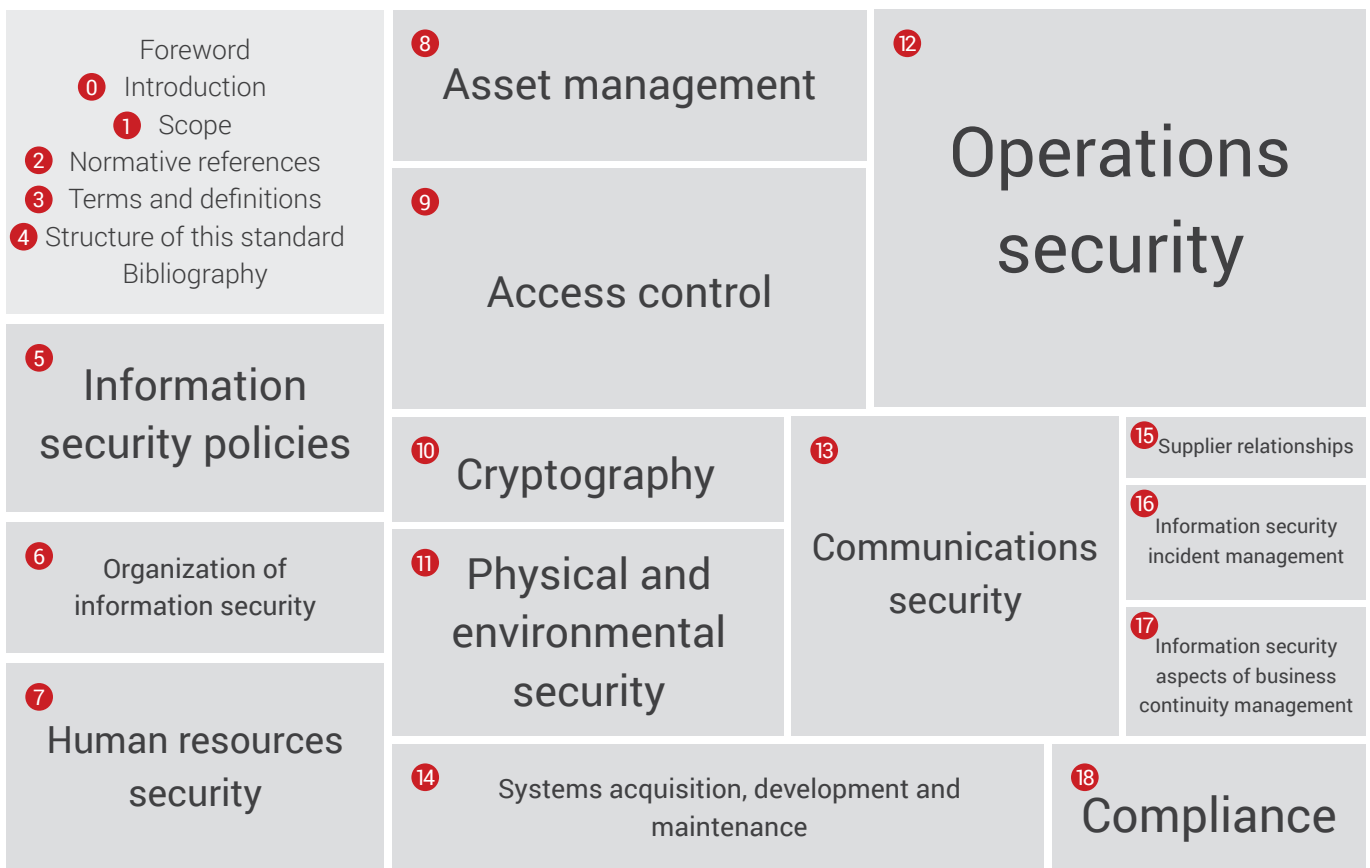 Foreword
0 Introduction
1 Scope
2 Normative references
3 Terms and definitions
4 Structure of this standard
Bibliography
5
Information
security policies
6
Organization of
information security
7
Human resources
security
8
Asset management
9
Access control
10
Cryptography
11
Physical and
environmental
security
12
Operations
security
13
Communications
security
14
Systems acquisition, development and
maintenance
15
Supplier relationships
16
Information security
incident management
17
Information security
aspects of business
continuity management
18
Compliance